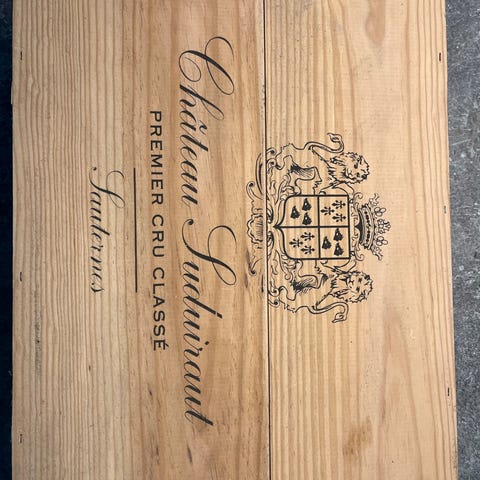 Château Suduiraut
PREMIER CRU CLASSÉ
Sauternes